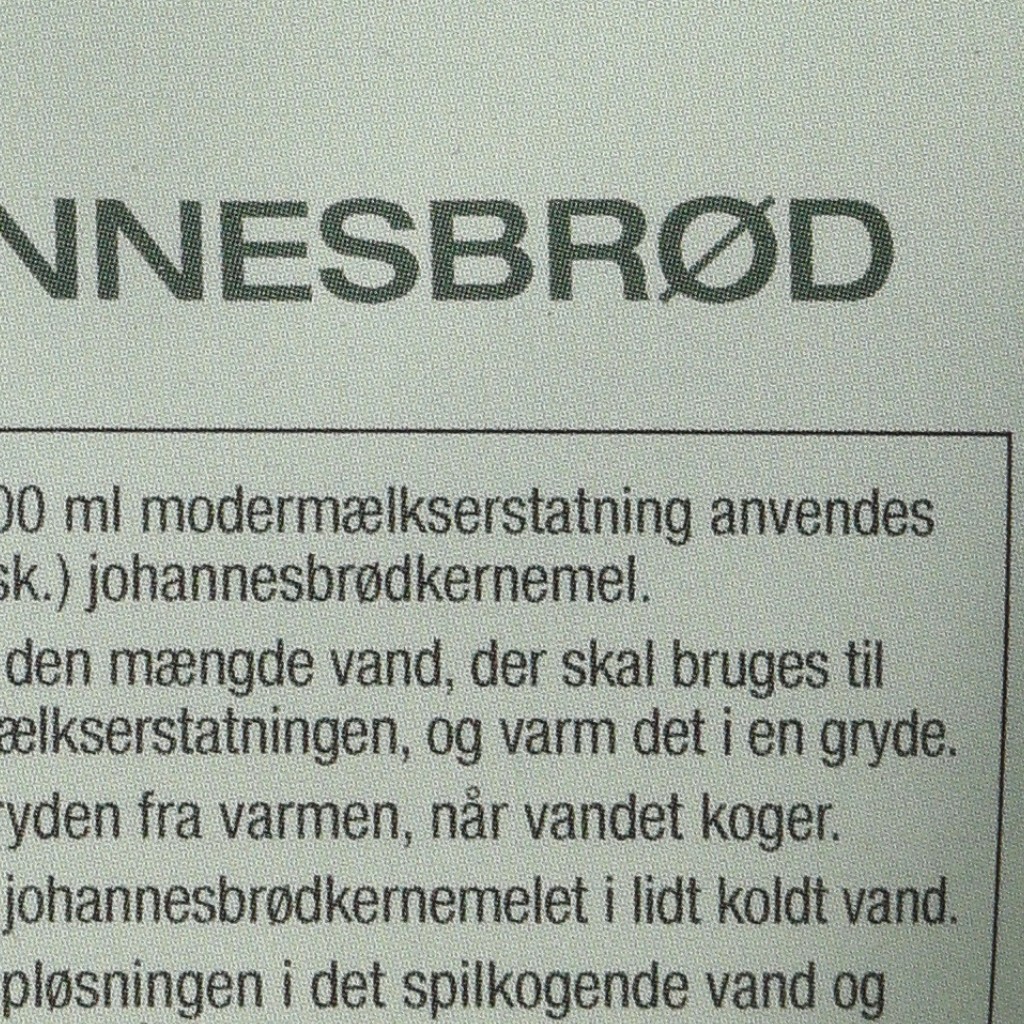 NNESBRØD
00 ml modermælkserstatning anvendes
sk.) johannesbrødkernemel.
den mængde vand, der skal bruges til
ælkserstatningen, og varm det i en gryde.
ryden fra varmen, når vandet koger.
johannesbrødkernemelet i lidt koldt vand.
pløsningen i det spilkogende vand og